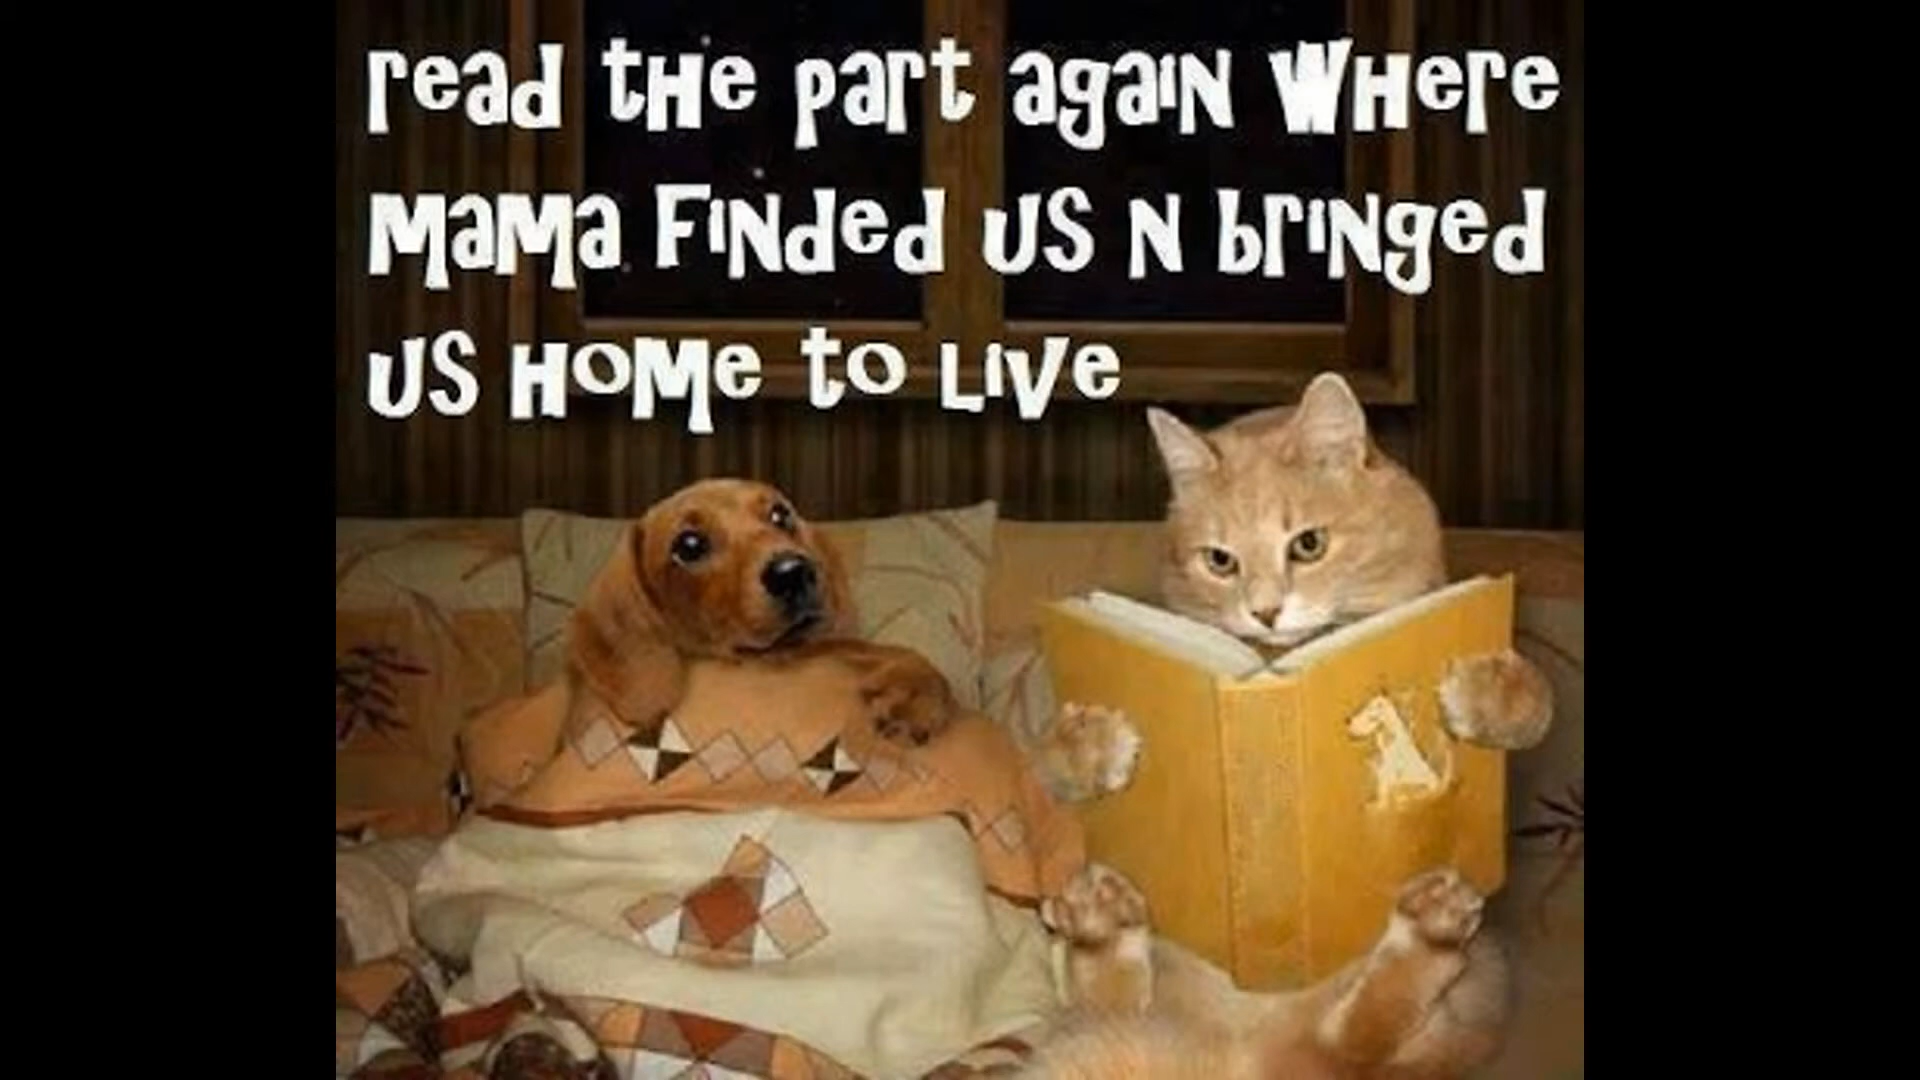 read the part again where
mama finded us n bringed
us home to live